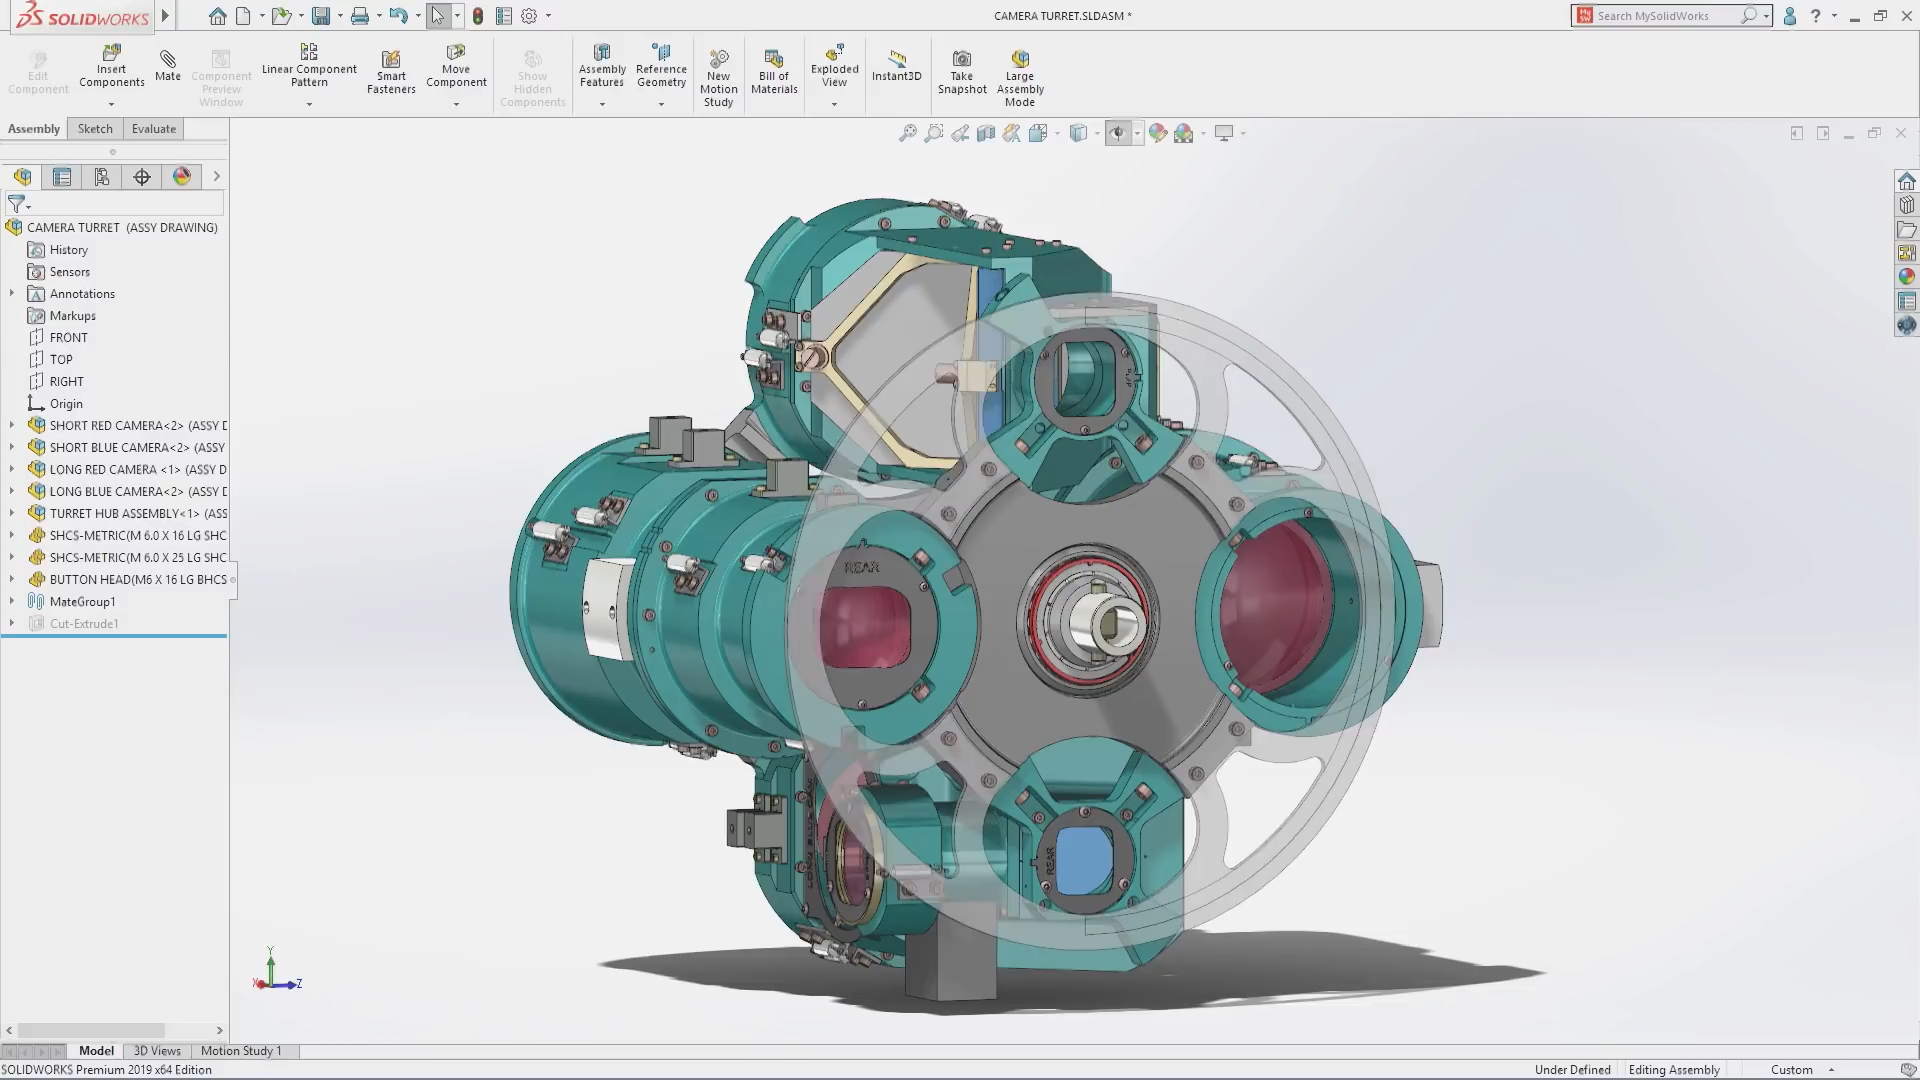 SOLIDWORKS
CAMERA TURRET.SLDASM *
Search MySolidWorks
?
Edit Component
Insert Components
Mate
Component Preview Window
Linear Component Pattern
Smart Fasteners
Move Component
Show Hidden Components
Assembly Features
Reference Geometry
New Motion Study
Bill of Materials
Exploded View
Instant3D
Take Snapshot
Large Assembly Mode
Assembly
Sketch
Evaluate
CAMERA TURRET (ASSY DRAWING)
History
Sensors
Annotations
Markups
FRONT
TOP
RIGHT
Origin
SHORT RED CAMERA<2> (ASSY D
SHORT BLUE CAMERA<2> (ASSY
LONG RED CAMERA <1> (ASSY D
LONG BLUE CAMERA<2> (ASSY D
TURRET HUB ASSEMBLY<1> (ASS
SHCS-METRIC(M 6.0 X 16 LG SHC
SHCS-METRIC(M 6.0 X 25 LG SHC
BUTTON HEAD(M6 X 16 LG BHCS
MateGroup1
Cut-Extrude1
REAR
REAR
Y
X
Z
Model
3D Views
Motion Study 1
SOLIDWORKS Premium 2019 x64 Edition
Under Defined
Editing Assembly
Custom